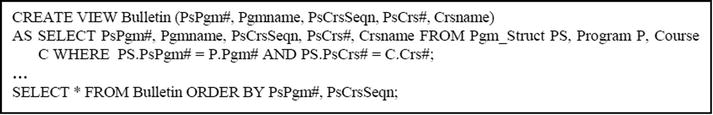 CREATE VIEW Bulletin (PsPgm#, Pgmname, PsCrsSeqn, PsCrs#, Crsname)
AS SELECT PsPgm#, Pgmname, PsCrsSeqn, PsCrs#, Crsname FROM Pgm_Struct PS, Program P, Course
C WHERE PS.PsPgm# = P.Pgm# AND PS.PsCrs# = C.Crs#;
…
SELECT * FROM Bulletin ORDER BY PsPgm#, PsCrsSeqn;